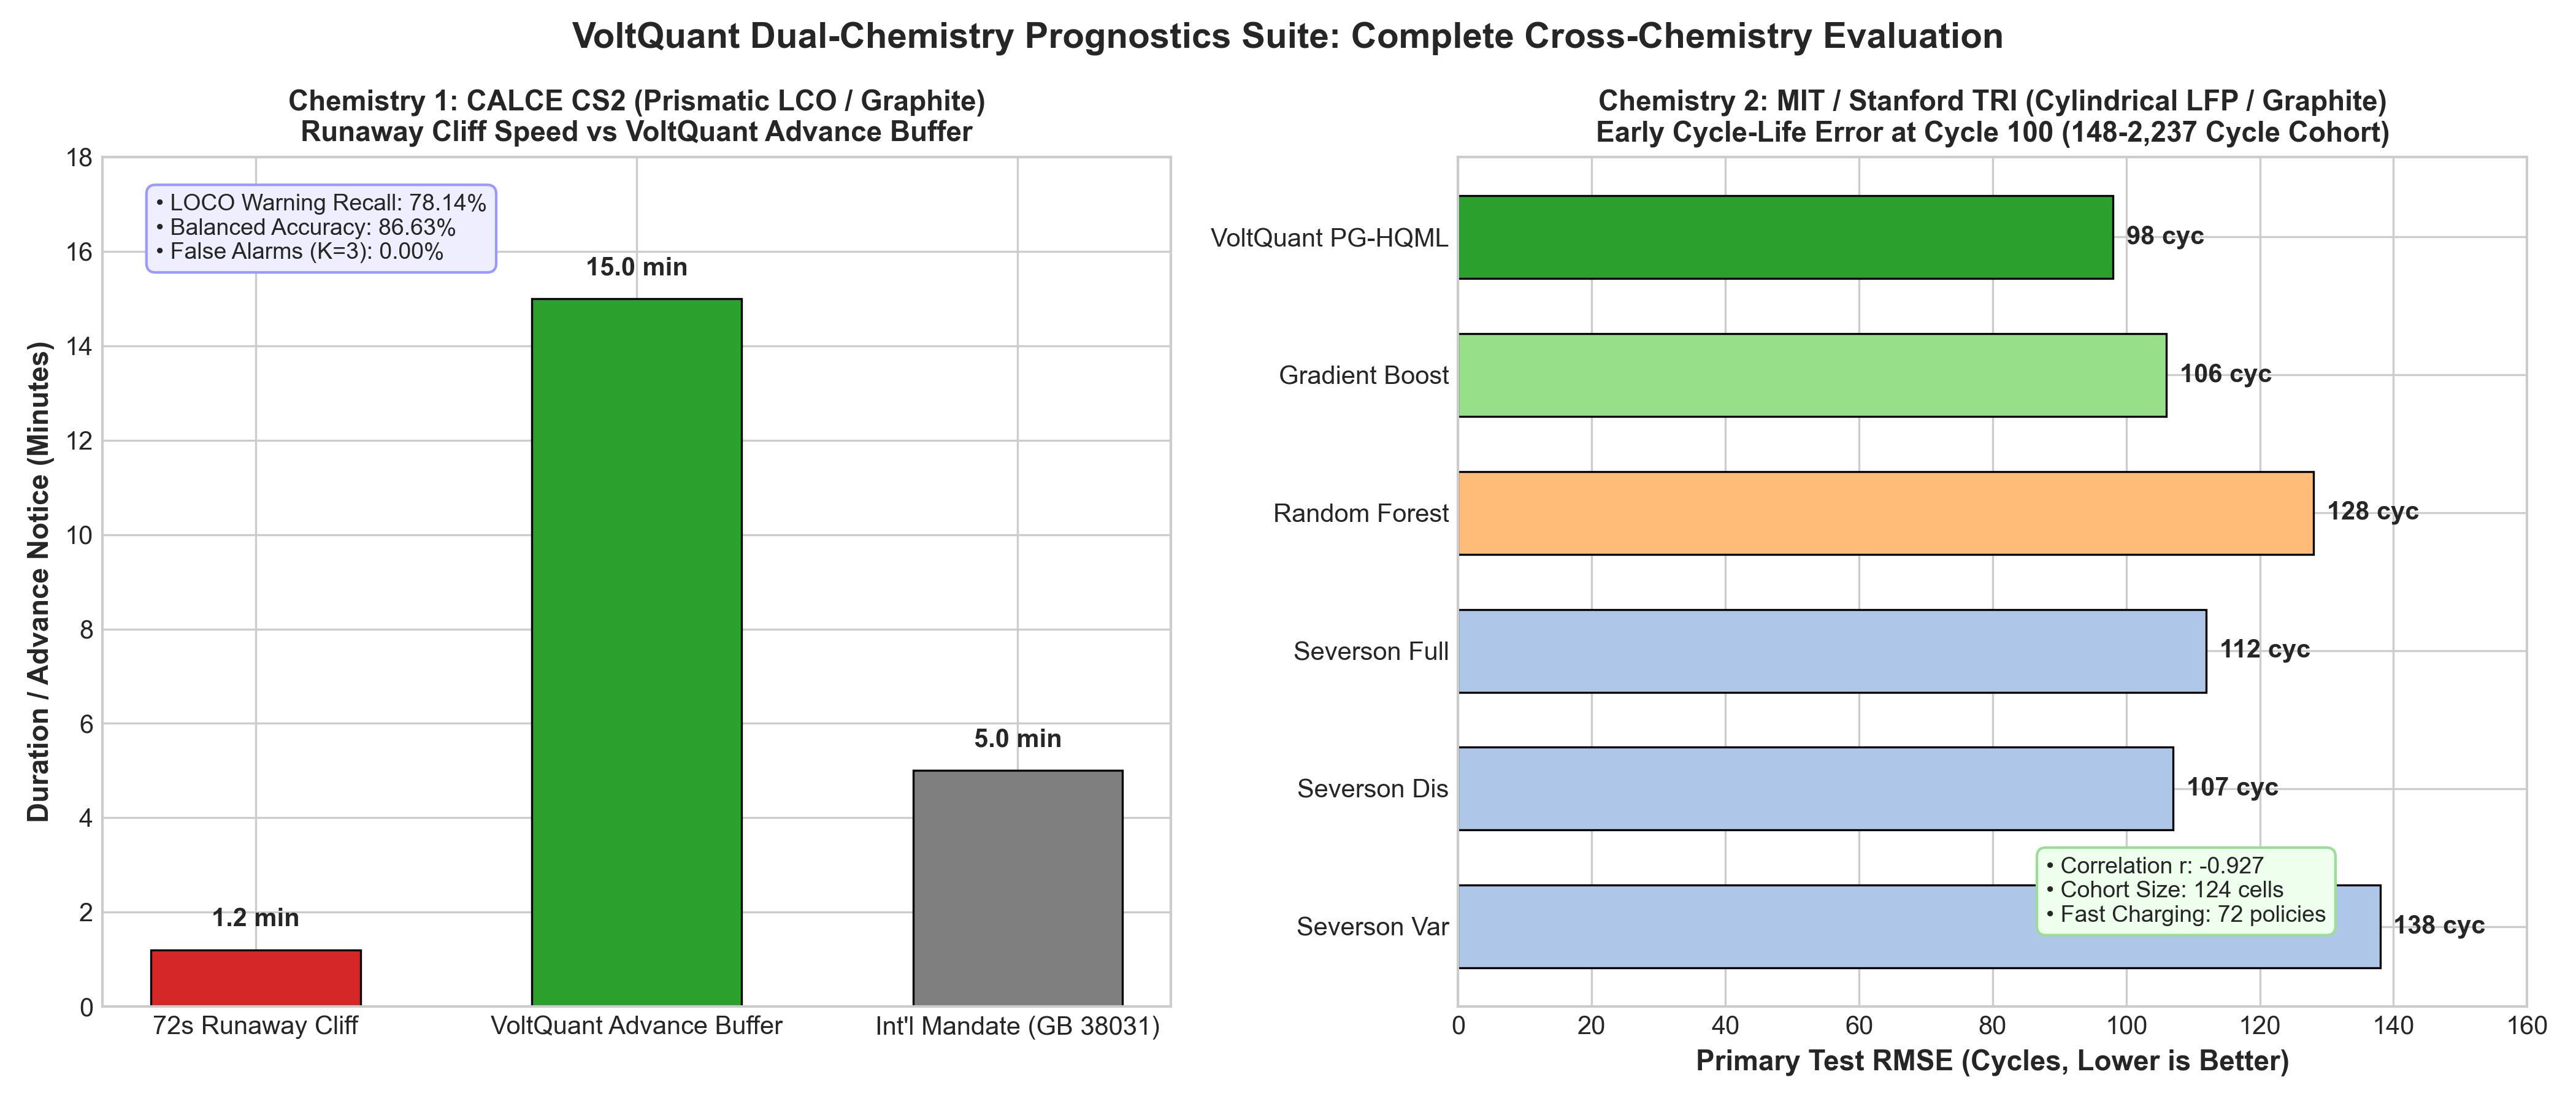 VoltQuant Dual-Chemistry Prognostics Suite: Complete Cross-Chemistry Evaluation
Chemistry 1: CALCE CS2 (Prismatic LCO / Graphite)
Runaway Cliff Speed vs VoltQuant Advance Buffer
Duration / Advance Notice (Minutes)
18
16
14
12
10
8
6
4
2
0
• LOCO Warning Recall: 78.14%
• Balanced Accuracy: 86.63%
• False Alarms (K=3): 0.00%
1.2 min
15.0 min
5.0 min
72s Runaway Cliff
VoltQuant Advance Buffer
Int'l Mandate (GB 38031)
Chemistry 2: MIT / Stanford TRI (Cylindrical LFP / Graphite)
Early Cycle-Life Error at Cycle 100 (148-2,237 Cycle Cohort)
VoltQuant PG-HQML
98 cyc
Gradient Boost
106 cyc
Random Forest
128 cyc
Severson Full
112 cyc
Severson Dis
107 cyc
• Correlation r: -0.927
• Cohort Size: 124 cells
• Fast Charging: 72 policies
Severson Var
138 cyc
0
20
40
60
80
100
120
140
160
Primary Test RMSE (Cycles, Lower is Better)